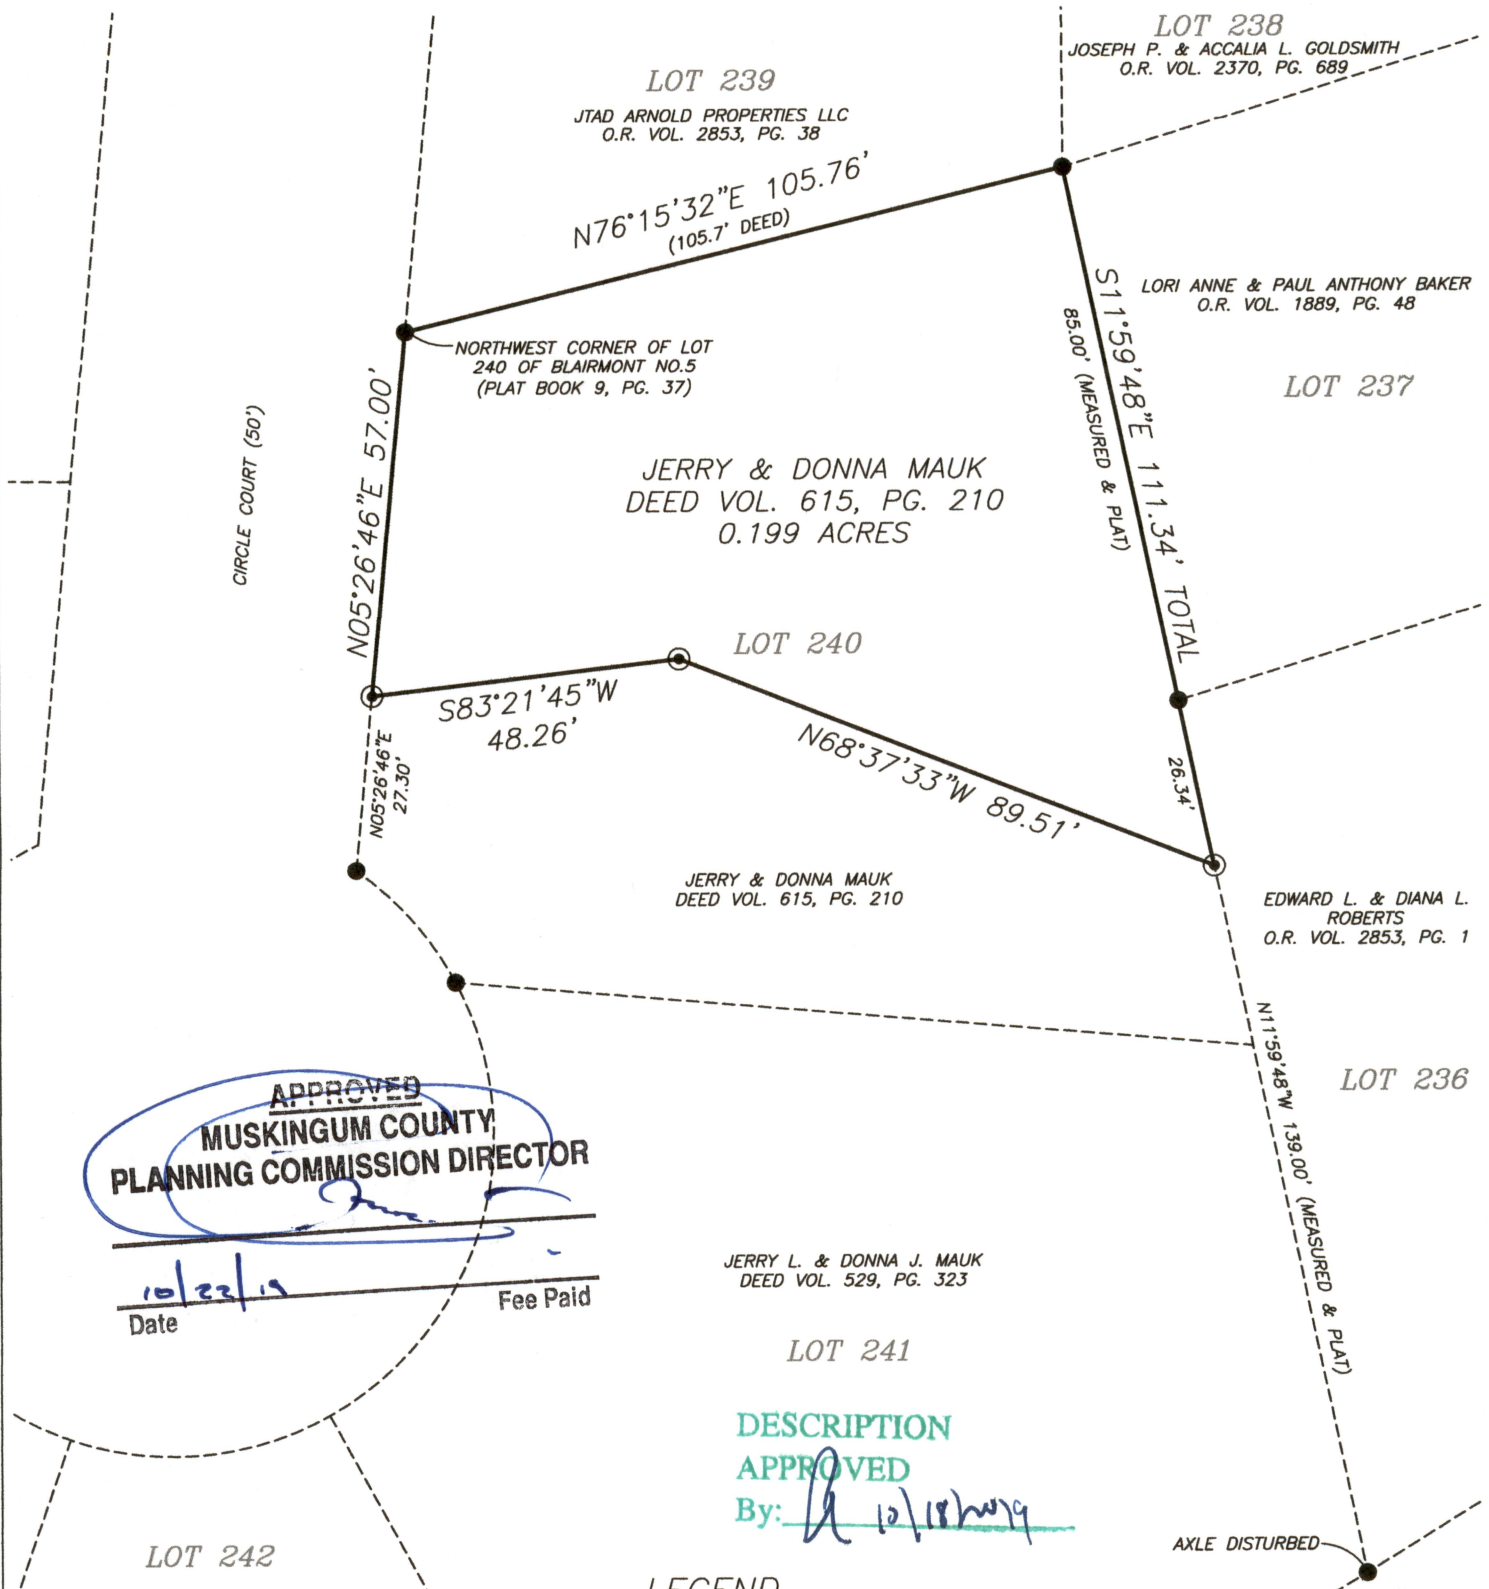 LOT 238
JOSEPH P. & ACCALIA L. GOLDSMITH
O.R. VOL. 2370, PG. 689
LOT 239
JTAD ARNOLD PROPERTIES LLC
O.R. VOL. 2853, PG. 38
N76°15'32"E 105.76'
(105.7' DEED)
LORI ANNE & PAUL ANTHONY BAKER
O.R. VOL. 1889, PG. 48
LOT 237
S11°59'48"E 111.34' TOTAL
85.00' (MEASURED & PLAT)
NORTHWEST CORNER OF LOT
240 OF BLAIRMONT NO.5
(PLAT BOOK 9, PG. 37)
CIRCLE COURT (50')
N05°26'46"E 57.00'
JERRY & DONNA MAUK
DEED VOL. 615, PG. 210
0.199 ACRES
LOT 240
S83°21'45"W
48.26'
N68°37'33"W 89.51'
26.34'
N05°26'46"E
27.30'
JERRY & DONNA MAUK
DEED VOL. 615, PG. 210
EDWARD L. & DIANA L.
ROBERTS
O.R. VOL. 2853, PG. 1
N11°59'48"W 139.00' (MEASURED & PLAT)
LOT 236
APPROVED
MUSKINGUM COUNTY
PLANNING COMMISSION DIRECTOR
10/22/19
Date
Fee Paid
JERRY L. & DONNA J. MAUK
DEED VOL. 529, PG. 323
LOT 241
DESCRIPTION
APPROVED
By: 10/18/2019
LOT 242
AXLE DISTURBED
LEGEND